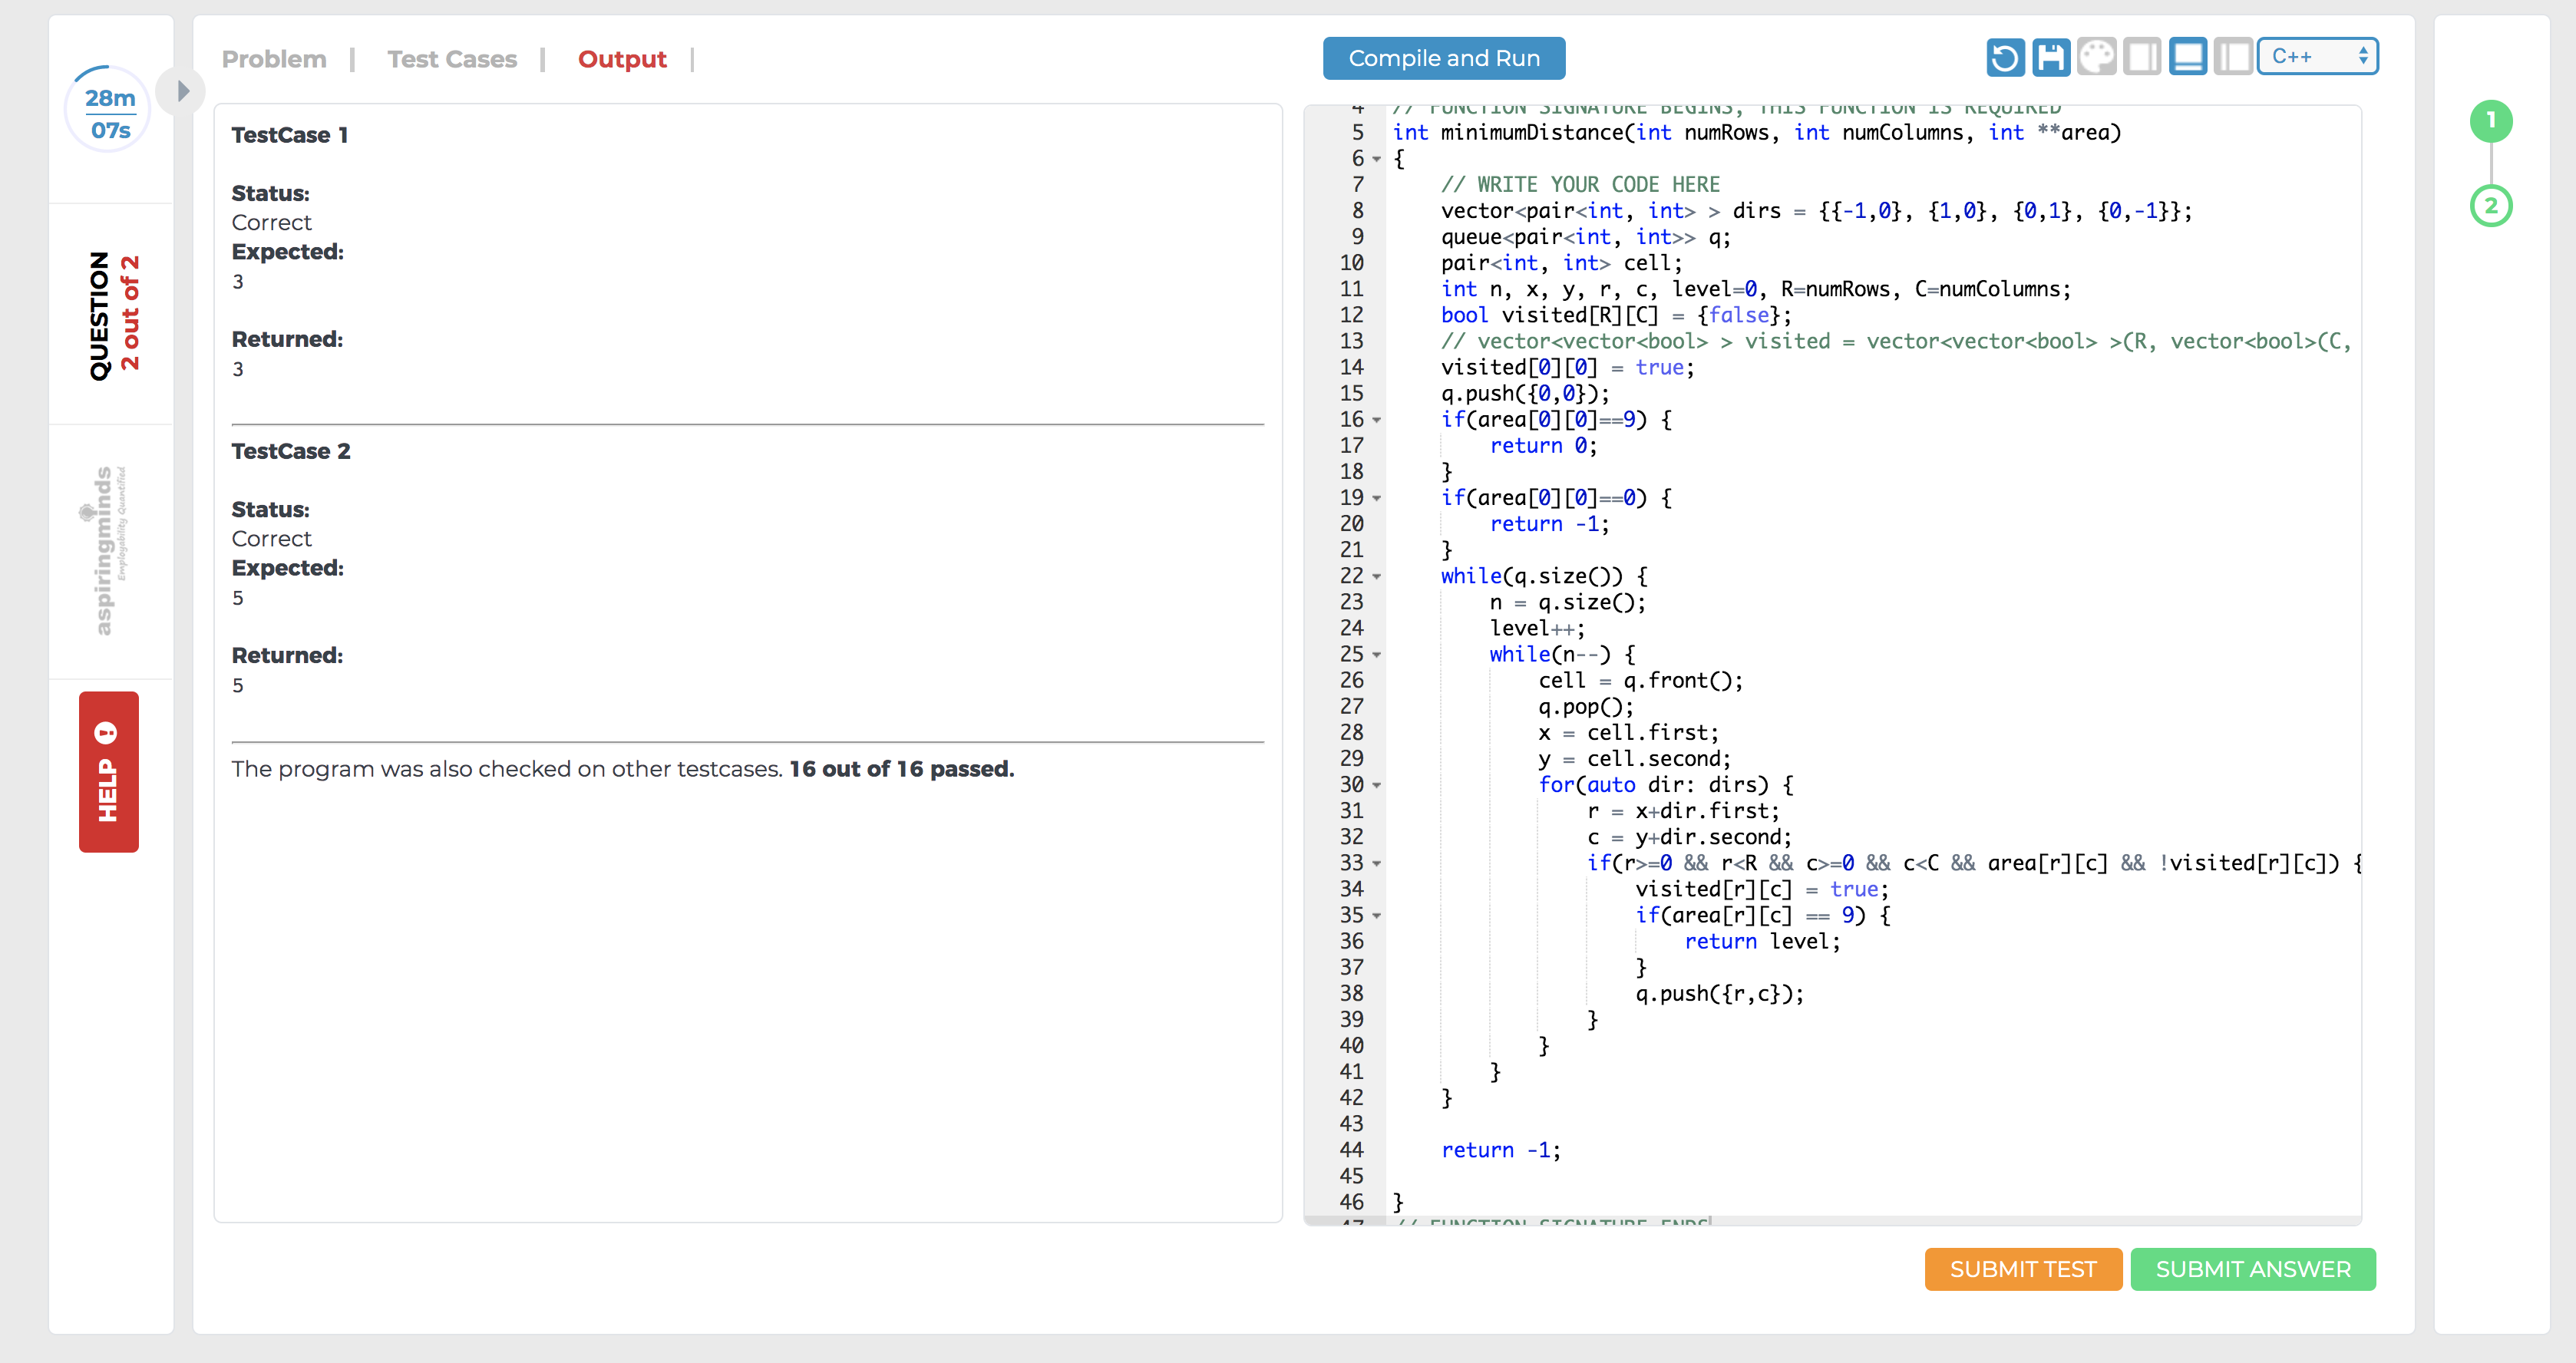 28m
07s
QUESTION
2 out of 2
aspiringminds
Employability Quantified
HELP
Problem | Test Cases | Output |
TestCase 1
Status:
Correct
Expected:
3
Returned:
3
TestCase 2
Status:
Correct
Expected:
5
Returned:
5
The program was also checked on other testcases. 16 out of 16 passed.
Compile and Run
C++
4 // FUNCTION SIGNATURE BEGINS, THIS FUNCTION IS REQUIRED
5 int minimumDistance(int numRows, int numColumns, int **area)
6 {
7 // WRITE YOUR CODE HERE
8 vector<pair<int, int> > dirs = {{-1,0}, {1,0}, {0,1}, {0,-1}};
9 queue<pair<int, int>> q;
10 pair<int, int> cell;
11 int n, x, y, r, c, level=0, R=numRows, C=numColumns;
12 bool visited[R][C] = {false};
13 // vector<vector<bool> > visited = vector<vector<bool> >(R, vector<bool>(C,
14 visited[0][0] = true;
15 q.push({0,0});
16 if(area[0][0]==9) {
17 return 0;
18 }
19 if(area[0][0]==0) {
20 return -1;
21 }
22 while(q.size()) {
23 n = q.size();
24 level++;
25 while(n--) {
26 cell = q.front();
27 q.pop();
28 x = cell.first;
29 y = cell.second;
30 for(auto dir: dirs) {
31 r = x+dir.first;
32 c = y+dir.second;
33 if(r>=0 && r<R && c>=0 && c<C && area[r][c] && !visited[r][c]) {
34 visited[r][c] = true;
35 if(area[r][c] == 9) {
36 return level;
37 }
38 q.push({r,c});
39 }
40 }
41 }
42 }
43
44 return -1;
45
46 }
47 // FUNCTION SIGNATURE ENDS
SUBMIT TEST
SUBMIT ANSWER
1
2